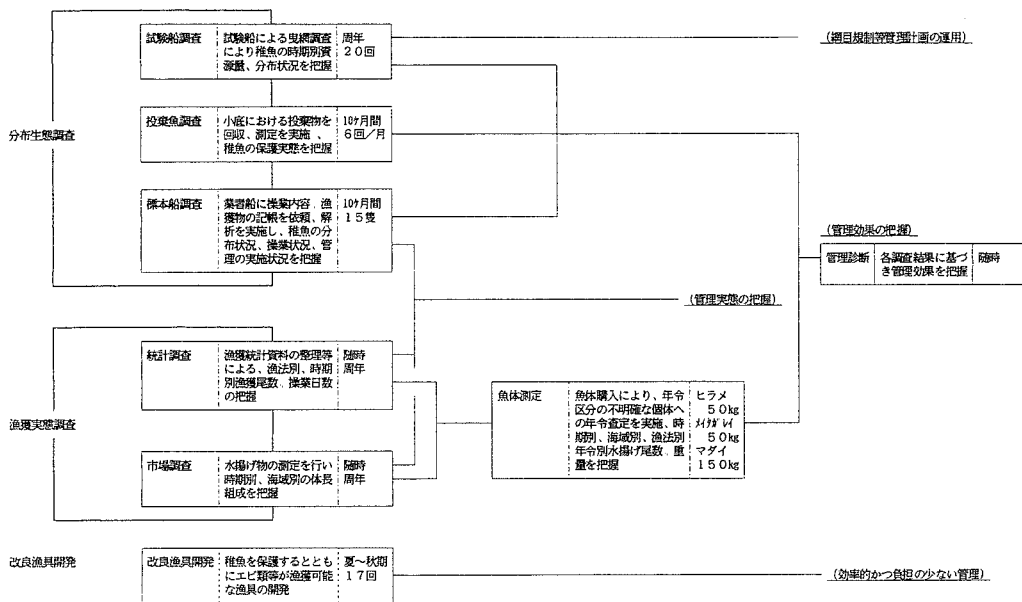 試験船調査
試験船による曳網調査
により稚魚の時期別資
源量、分布状況を把握
周年
20回
(網目規制等管理計画の運用)
分布生態調査
投棄魚調査
小底における投棄物を
回収、測定を実施 、
稚魚の保護実態を把握
10ケ月間
6回/月
標本船調査
業者船に操業内容、漁
獲物の記帳を依頼、解
析を実施し、稚魚の分
布状況、操業状況、管
理の実施状況を把握
10ケ月間
15隻
(管理効果の把握)
管理診断
各調査結果に基づ
き管理効果を把握
随時
(管理実態の把握)
漁獲実態調査
統計調査
漁獲統計資料の整理等
による、漁法別、時期
別漁獲尾数、操業日数
の把握
随時
周年
魚体測定
魚体購入により、年令
区分の不明確な個体へ
の年令査定を実施、時
期別、海域別、漁法別
年令別水揚げ尾数、重
量を把握
ヒラメ
50kg
メイタガレイ
50kg
マダイ
150kg
市場調査
水揚げ物の測定を行い
時期別、海域別の体長
組成を把握
随時
周年
改良漁具開発
改良漁具開発
稚魚を保護するととも
にエビ類等が漁獲可能
な漁具の開発
夏~秋期
17回
(効率的かつ負担の少ない管理)